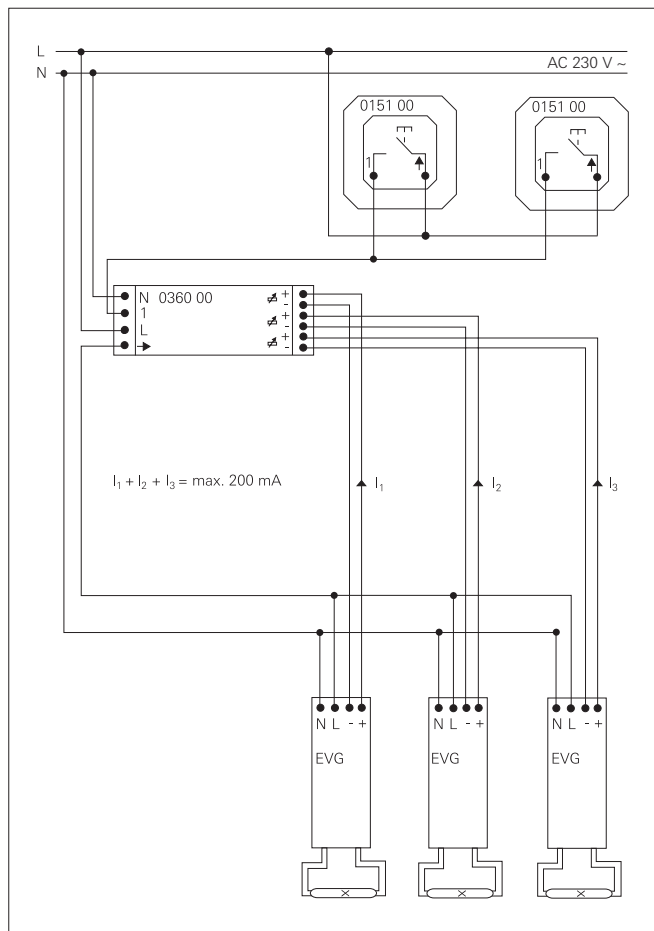 L
AC 230 V ~
N
0151 00
0151 00
1
1
N 0360 00 +
-
1 +
L -
+
-
I₁ + I₂ + I₃ = max. 200 mA
I₁
I₂
I₃
N L - +
N L - +
N L - +
EVG
EVG
EVG